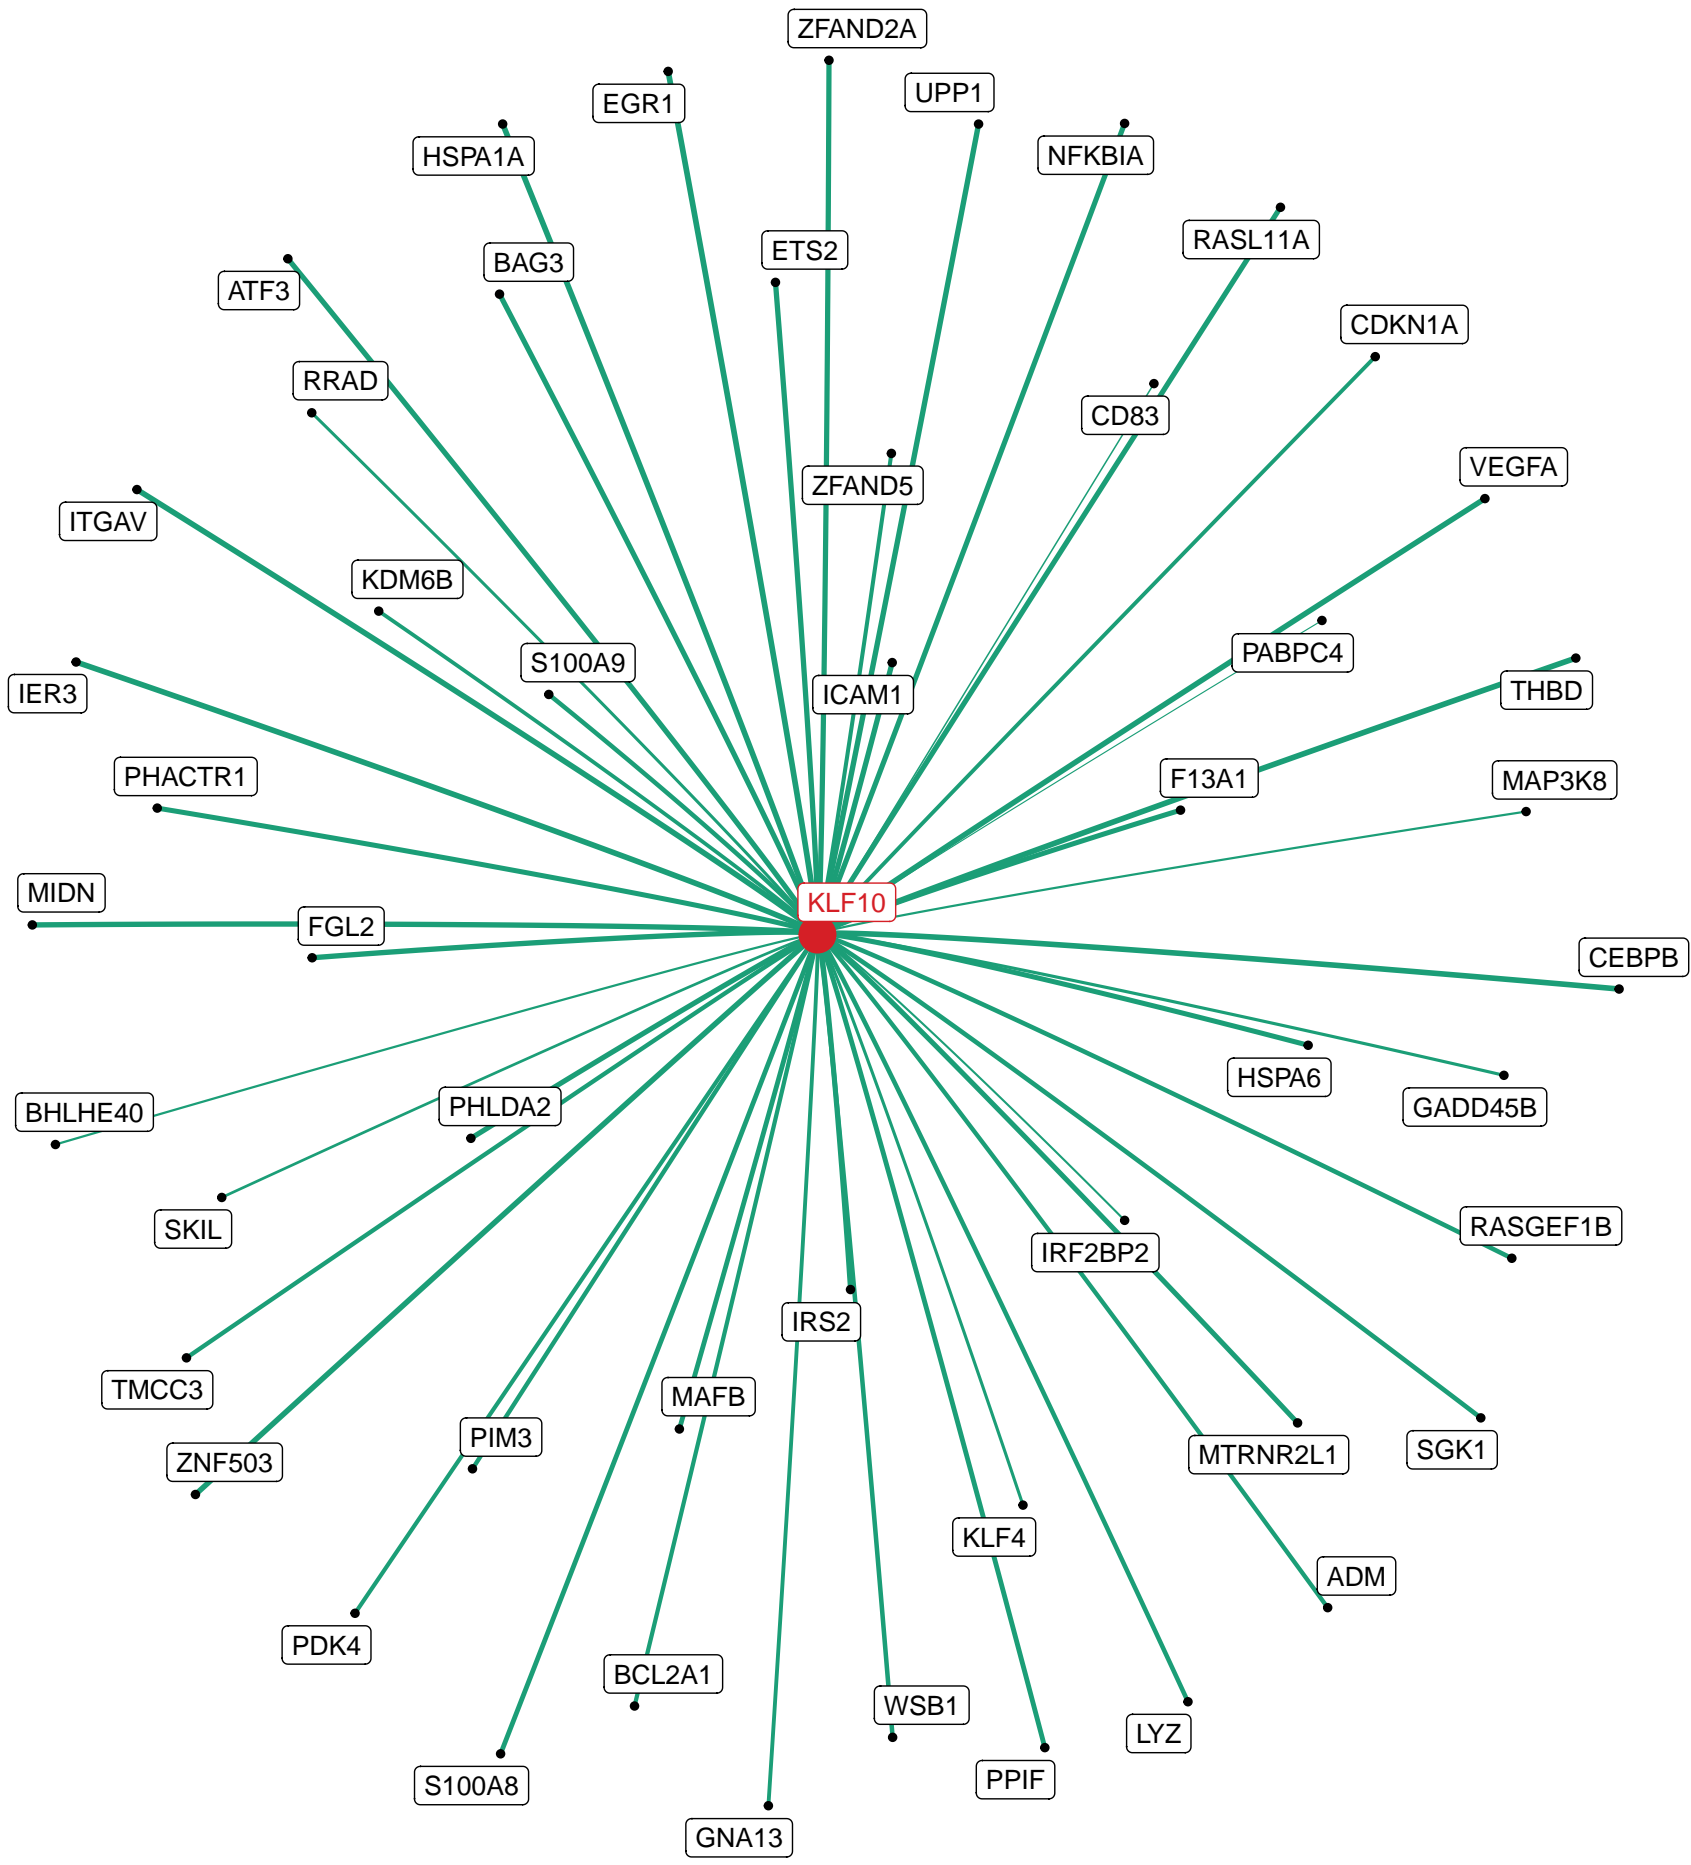 ZFAND2A
UPP1
EGR1
HSPA1A
NFKBIA
RASL11A
ETS2
BAG3
ATF3
CDKN1A
RRAD
CD83
VEGFA
ZFAND5
ITGAV
KDM6B
PABPC4
S100A9
THBD
IER3
ICAM1
PHACTR1
F13A1
MAP3K8
MIDN
KLF10
FGL2
CEBPB
HSPA6
PHLDA2
GADD45B
BHLHE40
RASGEF1B
SKIL
IRF2BP2
IRS2
TMCC3
MAFB
PIM3
SGK1
MTRNR2L1
ZNF503
KLF4
ADM
PDK4
BCL2A1
WSB1
LYZ
PPIF
S100A8
GNA13